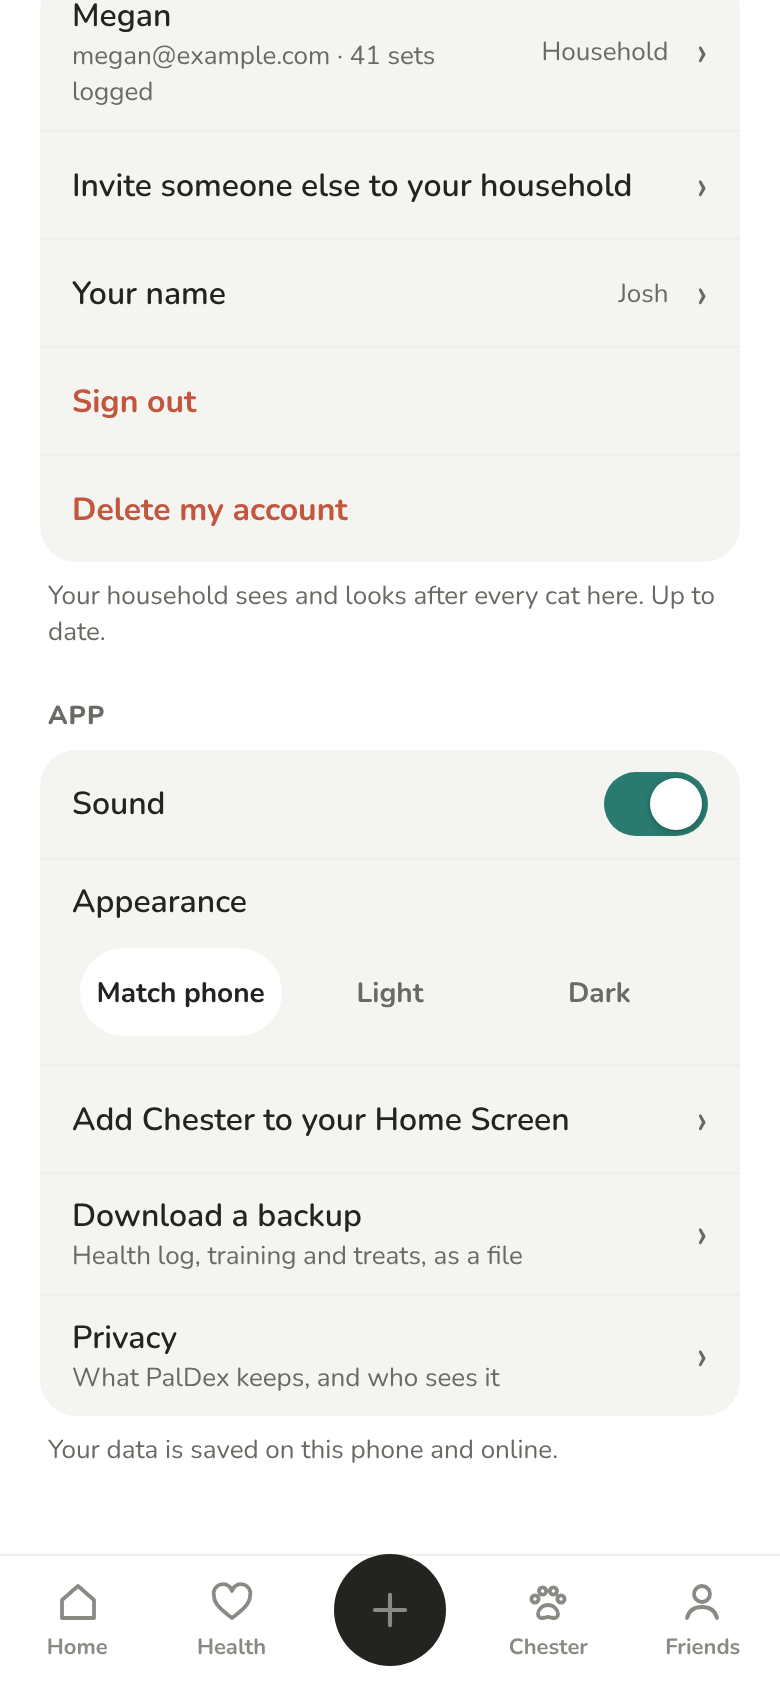 Megan
megan@example.com · 41 sets
logged
Household
Invite someone else to your household
Your name
Josh
Sign out
Delete my account
Your household sees and looks after every cat here. Up to
date.
APP
Sound
Appearance
Match phone
Light
Dark
Add Chester to your Home Screen
Download a backup
Health log, training and treats, as a file
Privacy
What PalDex keeps, and who sees it
Your data is saved on this phone and online.
Home
Health
Chester
Friends